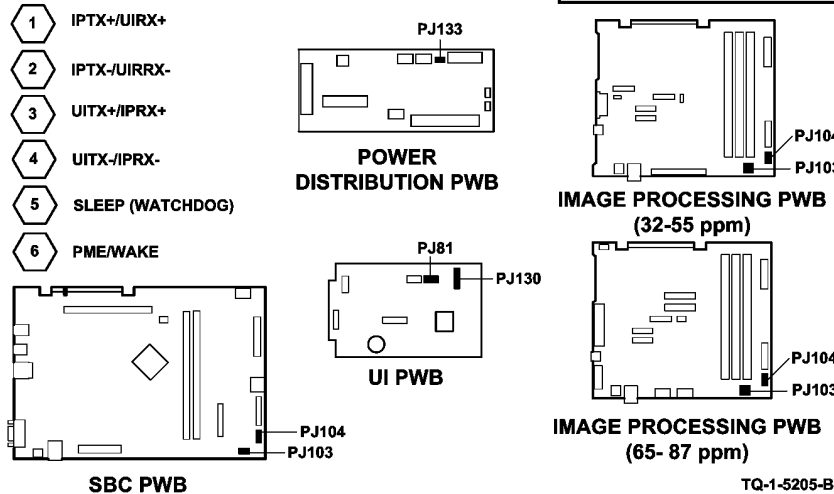 1 IPTX+/UIRX+
2 IPTX-/UIRRX-
3 UITX+/IPRX+
4 UITX-/IPRX-
5 SLEEP (WATCHDOG)
6 PME/WAKE
PJ133
POWER
DISTRIBUTION PWB
PJ104
PJ103
IMAGE PROCESSING PWB
(32-55 ppm)
PJ81
PJ130
UI PWB
PJ104
PJ103
SBC PWB
PJ104
PJ103
IMAGE PROCESSING PWB
(65- 87 ppm)
TQ-1-5205-B